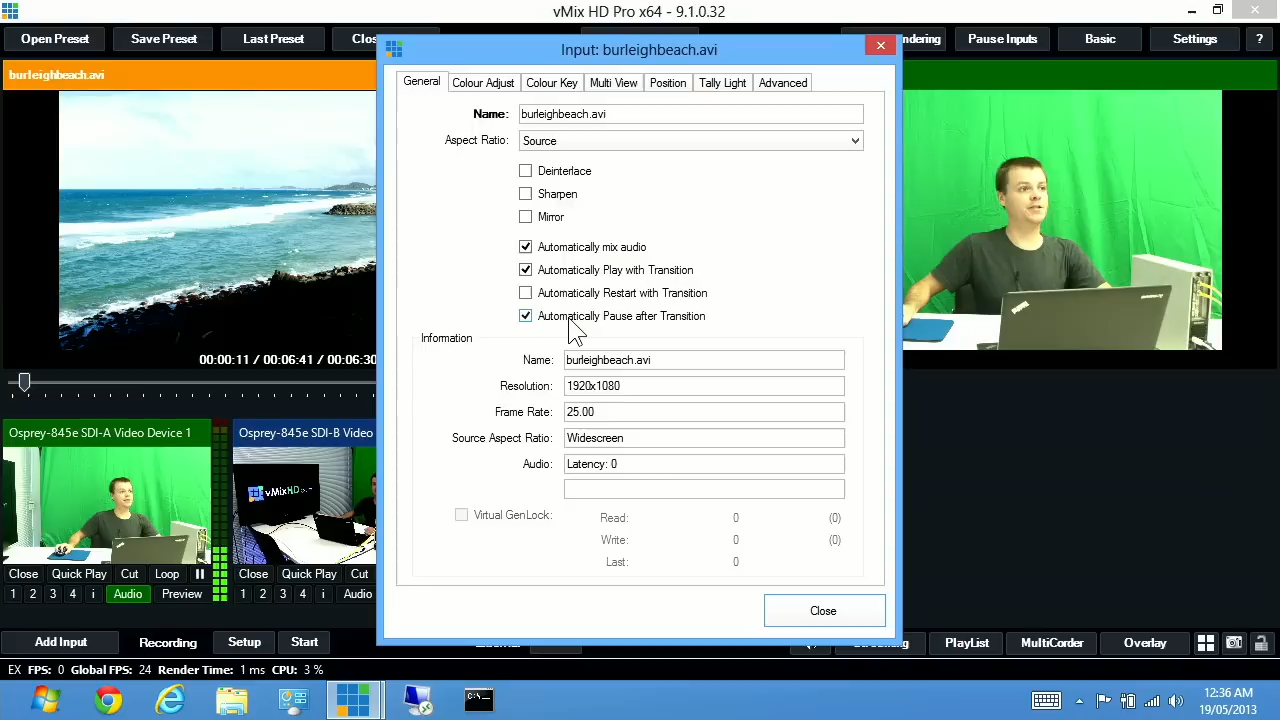 vMix HD Pro x64 - 9.1.0.32
Open Preset
Save Preset
Last Preset
Clos
dering
Pause Inputs
Basic
Settings
?
Input: burleighbeach.avi
burleighbeach.avi
General
Colour Adjust
Colour Key
Multi View
Position
Tally Light
Advanced
Name: burleighbeach.avi
Aspect Ratio: Source
Deinterlace
Sharpen
Mirror
Automatically mix audio
Automatically Play with Transition
Automatically Restart with Transition
Automatically Pause after Transition
Information
Name: burleighbeach.avi
Resolution: 1920x1080
Frame Rate: 25.00
Source Aspect Ratio: Widescreen
Audio: Latency: 0
Virtual GenLock:
Read: 0 (0)
Write: 0 (0)
Last: 0
Close
00:00:11 / 00:06:41 / 00:06:30
Osprey-845e SDI-A Video Device 1
Osprey-845e SDI-B Video
vMixHD
Close Quick Play Cut Loop
Close Quick Play Cut
1 2 3 4 i Audio Preview
1 2 3 4 i Audio
Add Input
Recording
Setup
Start
PlayList
MultiCorder
Overlay
EX FPS: 0 Global FPS: 24 Render Time: 1 ms CPU: 3 %
12:36 AM
19/05/2013